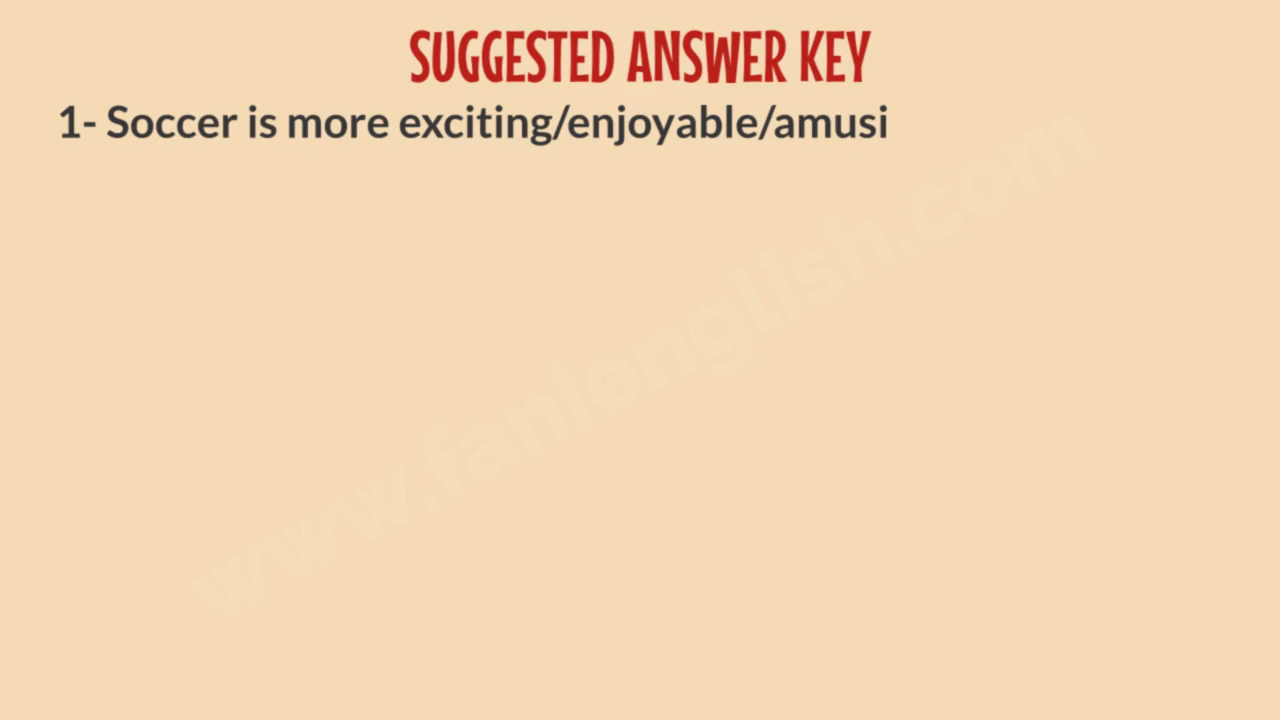 SUGGESTED ANSWER KEY
1- Soccer is more exciting/enjoyable/amusi
www.fanienglish.com